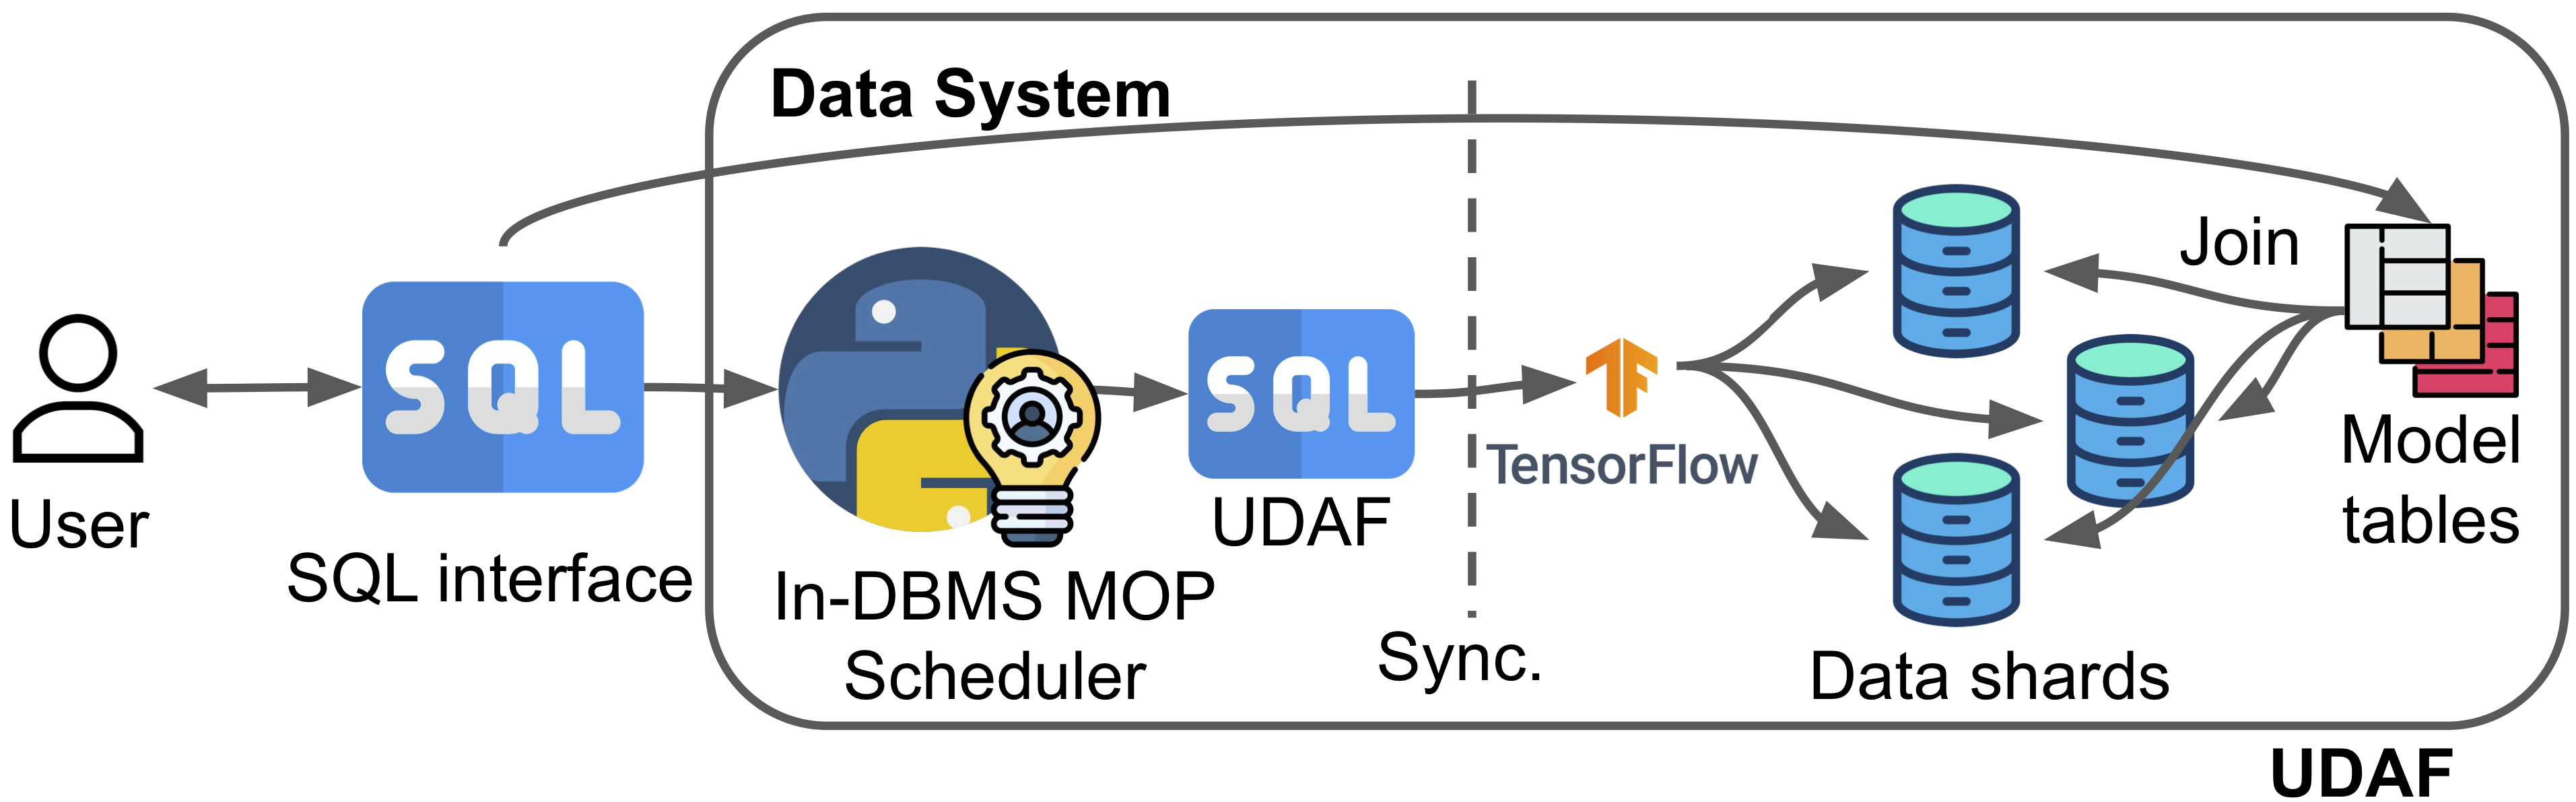 Data System
Join
SQL
SQL
TensorFlow
User
SQL interface
UDAF
In-DBMS MOP
Scheduler
Sync.
Data shards
Model
tables
UDAF